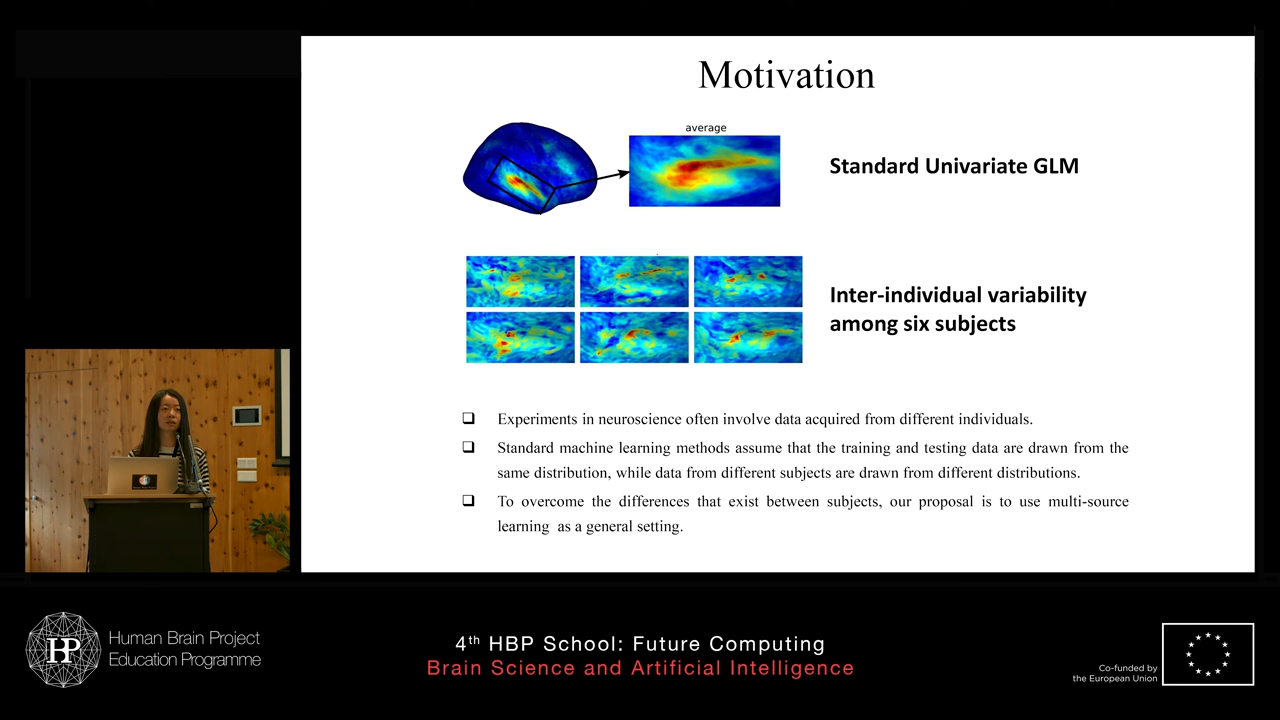 Motivation
average
Standard Univariate GLM
Inter-individual variability
among six subjects
❑ Experiments in neuroscience often involve data acquired from different individuals.
❑ Standard machine learning methods assume that the training and testing data are drawn from the
same distribution, while data from different subjects are drawn from different distributions.
❑ To overcome the differences that exist between subjects, our proposal is to use multi-source
learning as a general setting.
HBP
Human Brain Project
Education Programme
4th HBP School: Future Computing
Brain Science and Artificial Intelligence
Co-funded by
the European Union